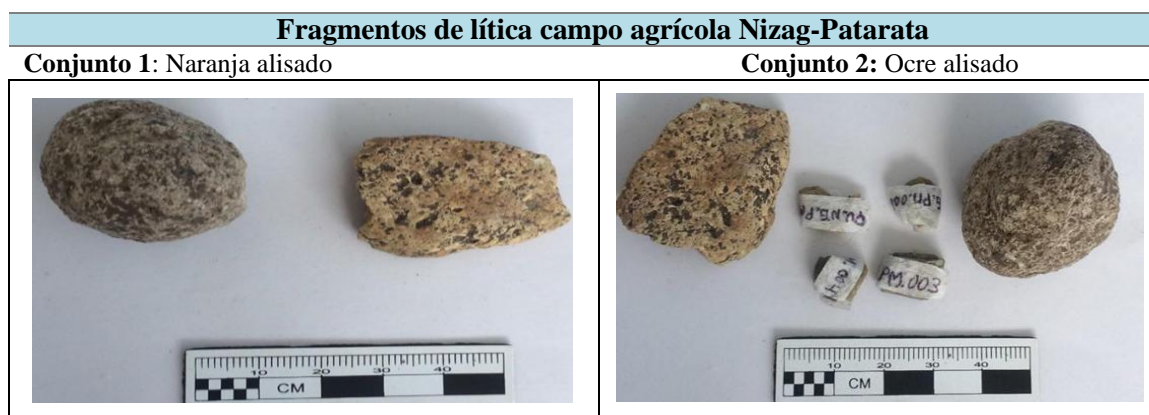 Fragmentos de lítica campo agrícola Nizag-Patarata
Conjunto 1: Naranja alisado
Conjunto 2: Ocre alisado
PM.003
10 20 30 40
CM
10 20 30 40
CM